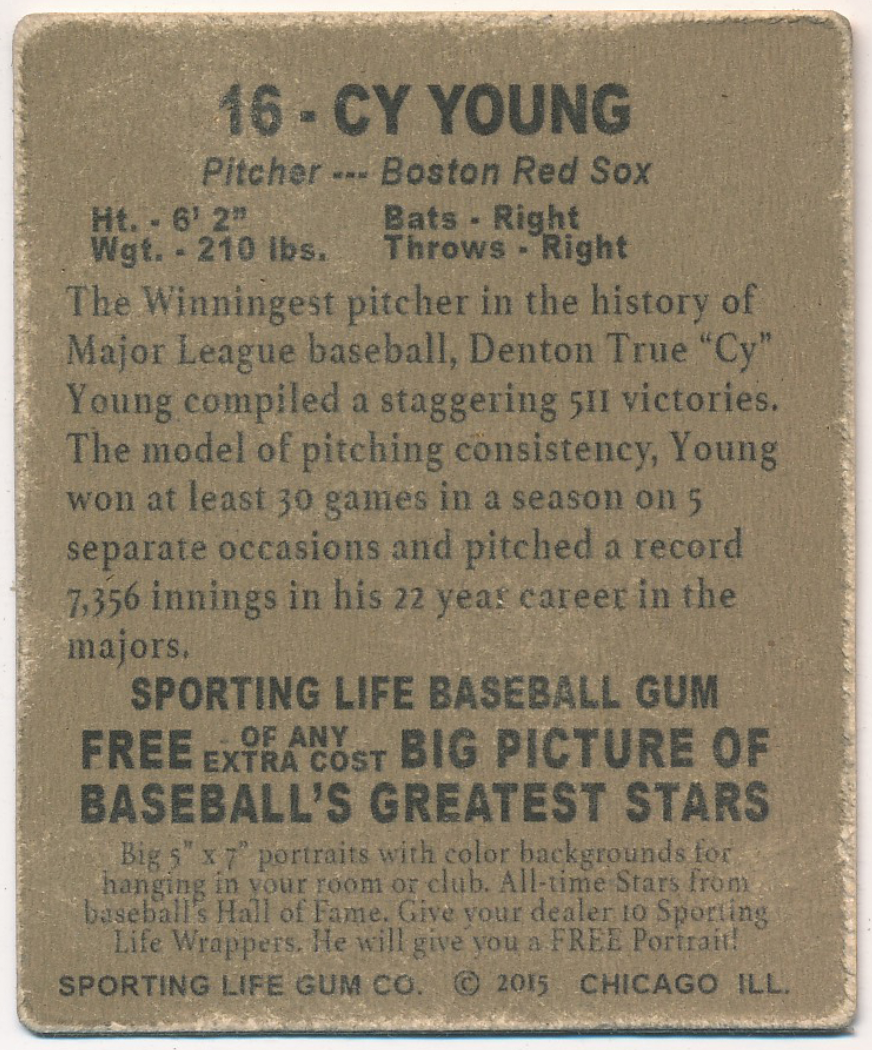 16 - CY YOUNG
Pitcher --- Boston Red Sox
Ht. - 6' 2" Bats - Right
Wgt. - 210 lbs. Throws - Right
The Winningest pitcher in the history of
Major League baseball, Denton True “Cy”
Young compiled a staggering 511 victories.
The model of pitching consistency, Young
won at least 30 games in a season on 5
separate occasions and pitched a record
7,356 innings in his 22 year career in the
majors.
SPORTING LIFE BASEBALL GUM
FREE OF ANY EXTRA COST BIG PICTURE OF
BASEBALL'S GREATEST STARS
Big 5" x 7" portraits with color backgrounds for
hanging in your room or club. All-time Stars from
baseball's Hall of Fame. Give your dealer 10 Sporting
Life Wrappers. He will give you a FREE Portrait!
SPORTING LIFE GUM CO. © 2015 CHICAGO ILL.